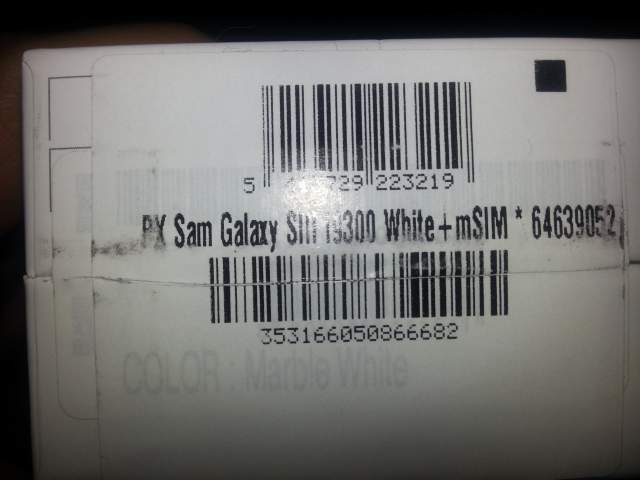 5 729 223219
PX Sam Galaxy SIII I9300 White+mSIM * 64639052
353166050866682
COLOR : Marble White